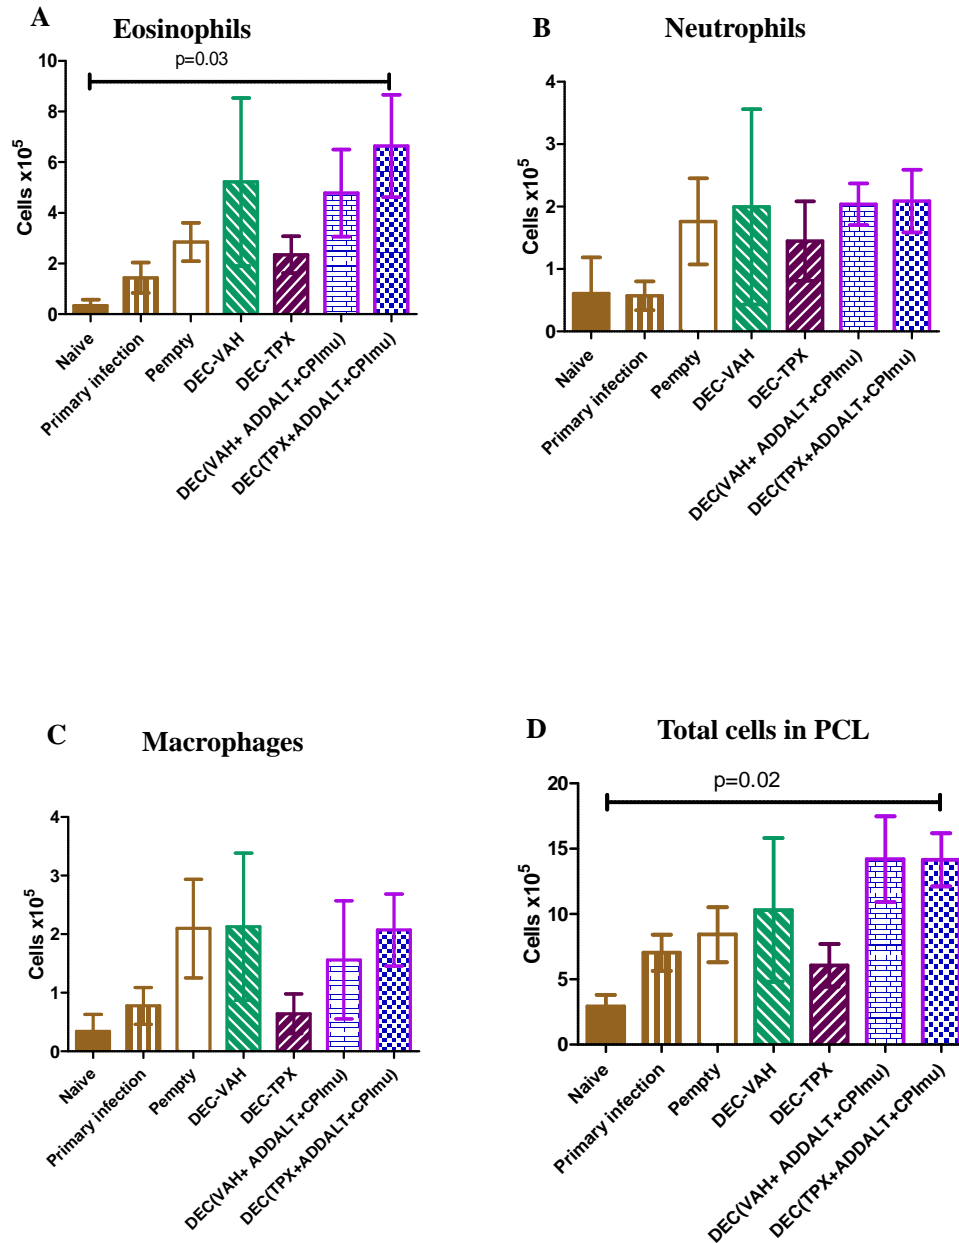 A
Eosinophils
p=0.03
Cells x10⁵
10
8
6
4
2
0
Naive
Primary infection
Pempty
DEC-VAH
DEC-TPX
DEC(VAH+ ADDALT+CPImu)
DEC(TPX+ADDALT+CPImu)
B
Neutrophils
Cells x10⁵
4
3
2
1
0
Naive
Primary infection
Pempty
DEC-VAH
DEC-TPX
DEC(VAH+ ADDALT+CPImu)
DEC(TPX+ADDALT+CPImu)
C
Macrophages
Cells x10⁵
4
3
2
1
0
Naive
Primary infection
Pempty
DEC-VAH
DEC-TPX
DEC(VAH+ ADDALT+CPImu)
DEC(TPX+ADDALT+CPImu)
D
Total cells in PCL
p=0.02
Cells x10⁵
20
15
10
5
0
Naive
Primary infection
Pempty
DEC-VAH
DEC-TPX
DEC(VAH+ ADDALT+CPImu)
DEC(TPX+ADDALT+CPImu)